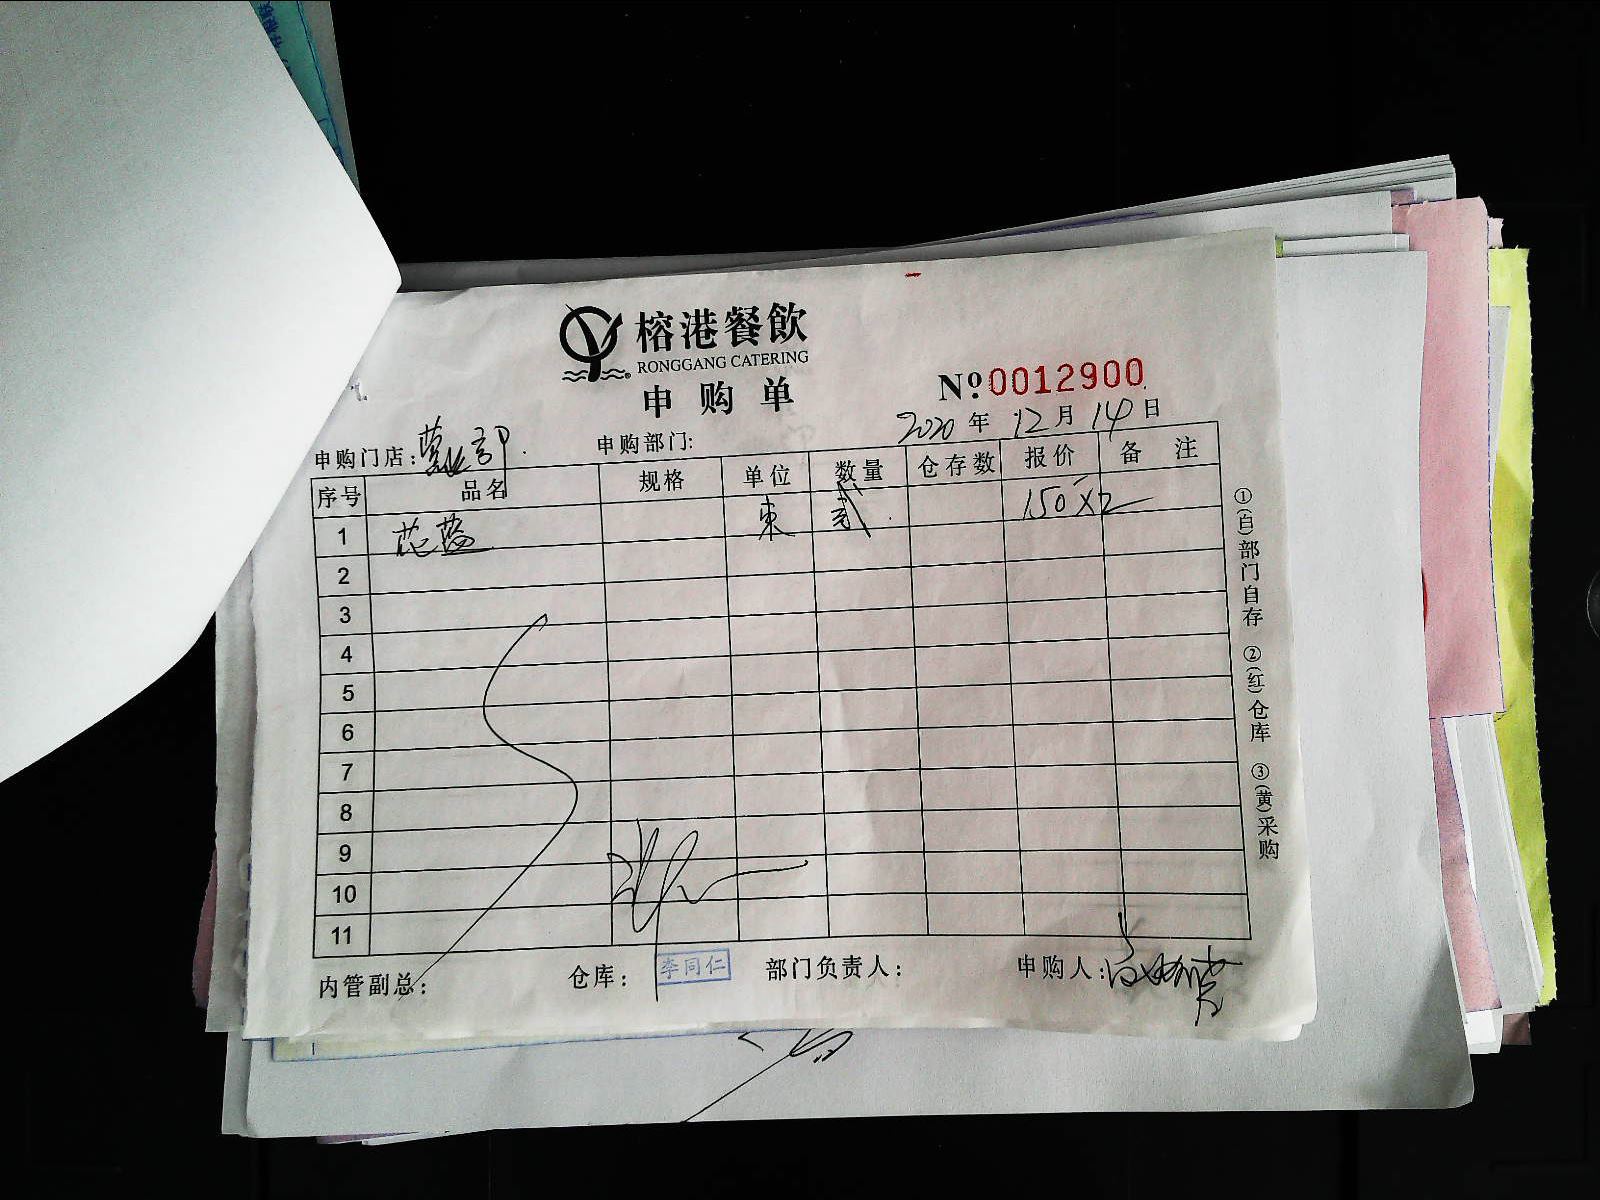 榕港餐飲
RONGGANG CATERING
申购单
№0012900
2020年12月14日
申购门店:
申购部门:
序号 品名 规格 单位 数量 仓存数 报价 备注
1 花篮 束 贰 150×2
2
3
4
5
6
7
8
9
10
11
内管副总: 仓库: 李同仁 部门负责人: 申购人:
①(白)部门自存 ②(红)仓库 ③(黄)采购